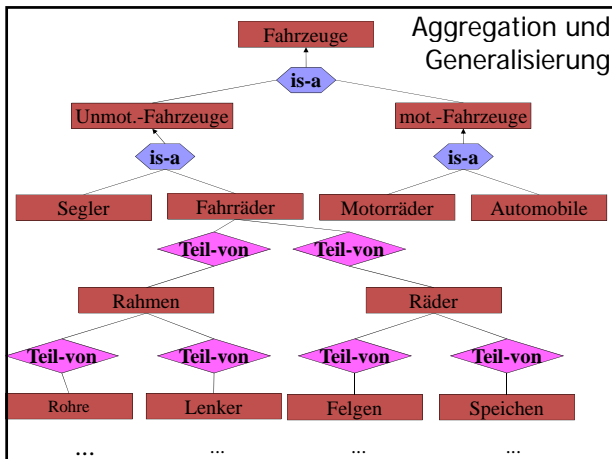 Aggregation und
Generalisierung
Fahrzeuge
is-a
Unmot.-Fahrzeuge
mot.-Fahrzeuge
is-a
is-a
Segler
Fahrräder
Motorräder
Automobile
Teil-von
Teil-von
Rahmen
Räder
Teil-von
Teil-von
Teil-von
Teil-von
Rohre
Lenker
Felgen
Speichen
...
...
...
...